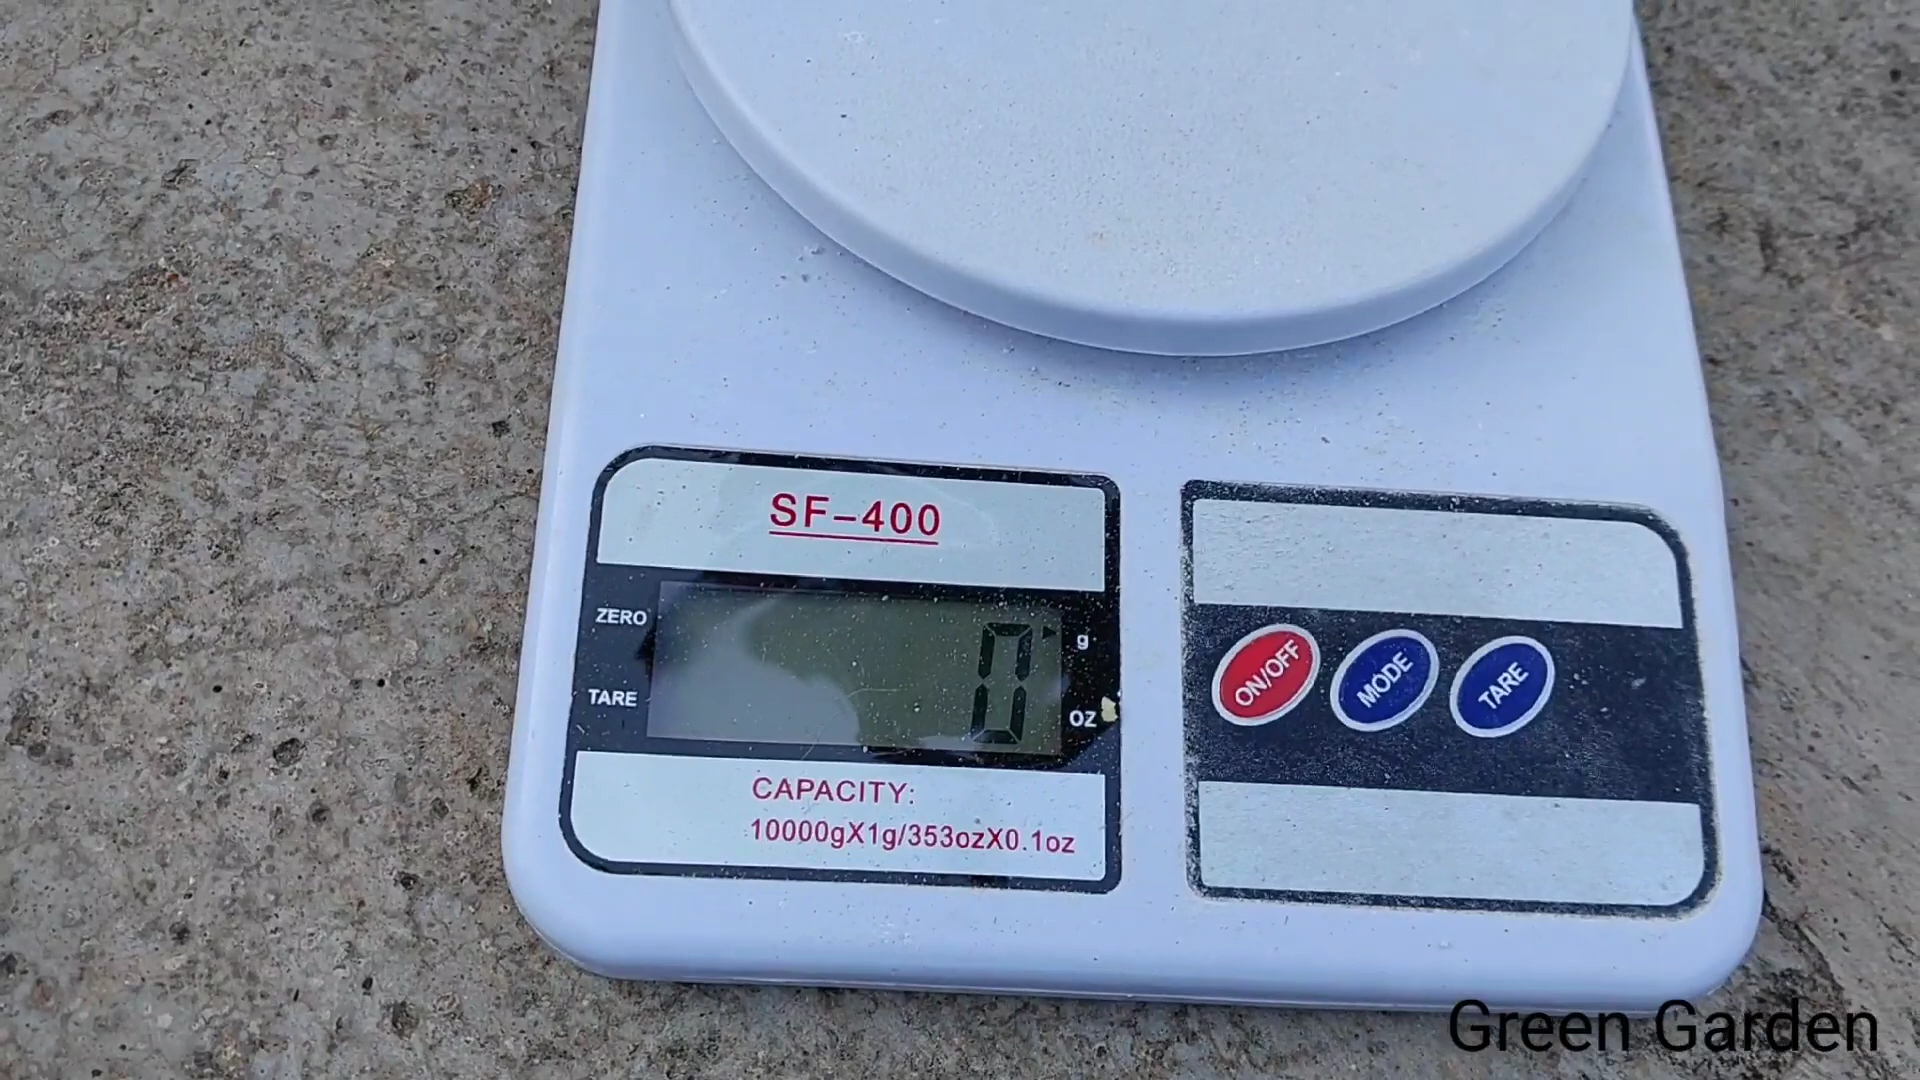 SF-400
ZERO
TARE
0
g
OZ
CAPACITY:
10000gX1g/353ozX0.1oz
ON/OFF
MODE
TARE
Green Garden